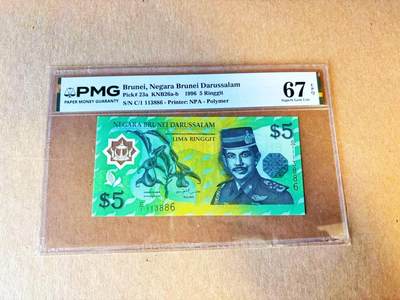 PMG
PAPER MONEY GUARANTY
Brunei, Negara Brunei Darussalam
Pick# 23a KNB26a-b 1996 5 Ringgit
S/N C/1 113886 - Printer: NPA - Polymer
67 EPQ
Superb Gem Unc
NEGARA BRUNEI DARUSSALAM
LIMA RINGGIT
$5
$5
C/1 113886